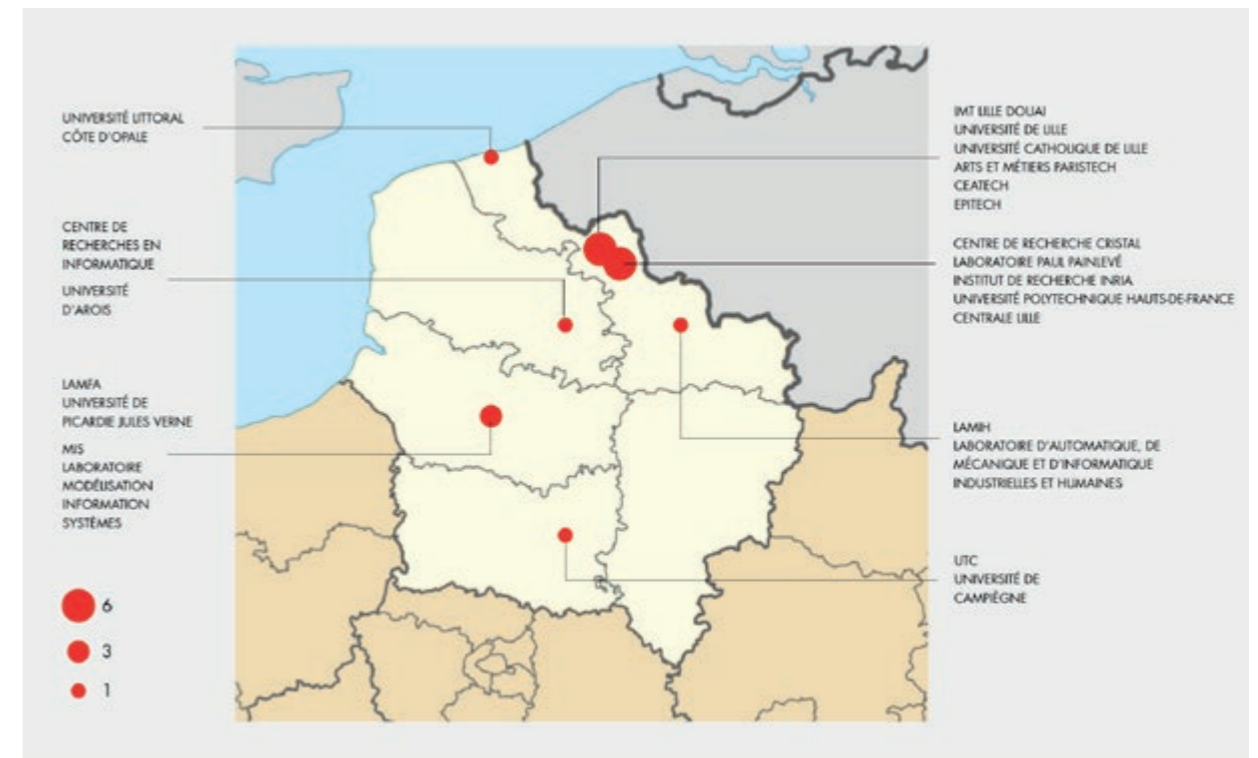 UNIVERSITÉ LITTORAL
CÔTE D'OPALE
CENTRE DE
RECHERCHES EN
INFORMATIQUE
UNIVERSITÉ
D'AROIS
LAMFA
UNIVERSITÉ DE
PICARDIE JULES VERNE
MIS
LABORATOIRE
MODÉLISATION
INFORMATION
SYSTÈMES
6
3
1
IMT LILLE DOUAI
UNIVERSITÉ DE LILLE
UNIVERSITÉ CATHOLIQUE DE LILLE
ARTS ET MÉTIERS PARISTECH
CEATECH
EPITECH
CENTRE DE RECHERCHE CRISTAL
LABORATOIRE PAUL PAINLEVÉ
INSTITUT DE RECHERCHE INRIA
UNIVERSITÉ POLYTECHNIQUE HAUTS-DE-FRANCE
CENTRALE LILLE
LAMIH
LABORATOIRE D'AUTOMATIQUE, DE
MÉCANIQUE ET D'INFORMATIQUE
INDUSTRIELLES ET HUMAINES
UTC
UNIVERSITÉ DE
CAMPIÈGNE